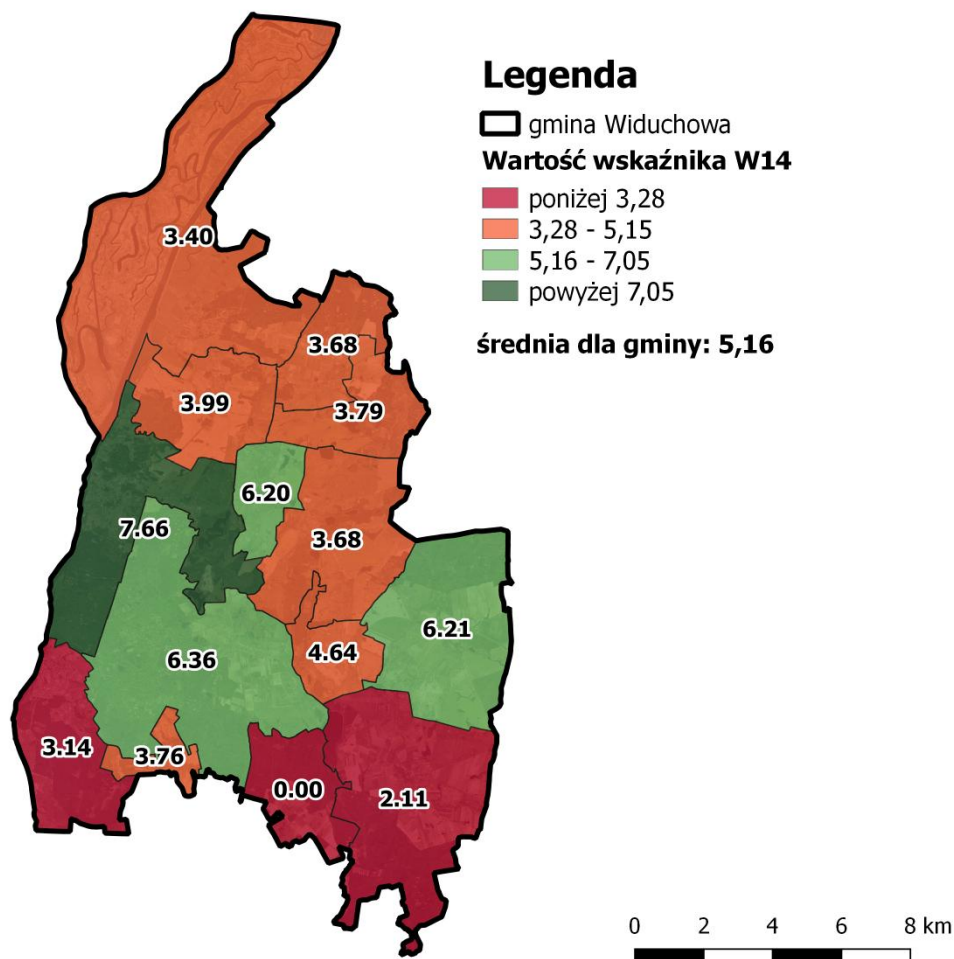 Legenda
gmina Widuchowa
Wartość wskaźnika W14
poniżej 3,28
3,28 - 5,15
5,16 - 7,05
powyżej 7,05
średnia dla gminy: 5,16
3.40
3.68
3.99
3.79
6.20
7.66
3.68
6.21
4.64
6.36
3.14
3.76
0.00
2.11
0 2 4 6 8 km